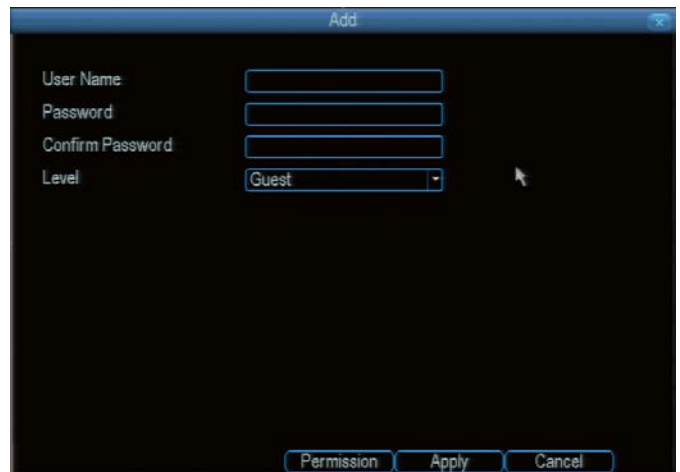 Add
User Name
Password
Confirm Password
Level Guest
Permission Apply Cancel